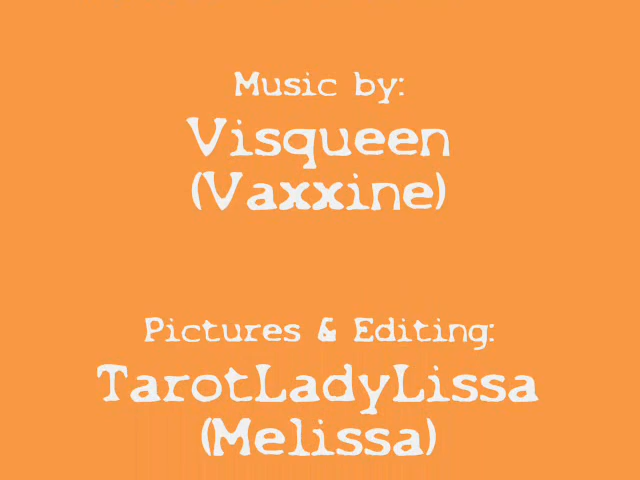 Music by:
Visqueen
(Vaxxine)
Pictures & Editing:
TarotLadyLissa
(Melissa)